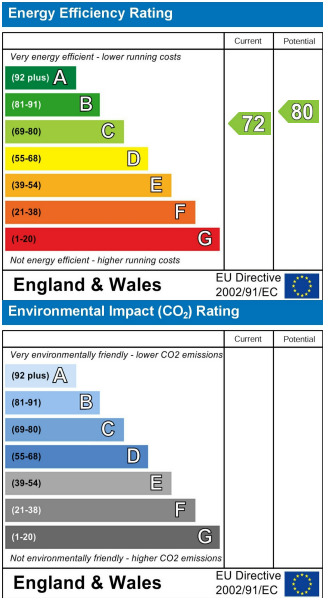 Energy Efficiency Rating
Current Potential
Very energy efficient - lower running costs
(92 plus) A
(81-91) B
(69-80) C
(55-68) D
(39-54) E
(21-38) F
(1-20) G
72 80
Not energy efficient - higher running costs
England & Wales
EU Directive
2002/91/EC
Environmental Impact (CO₂) Rating
Current Potential
Very environmentally friendly - lower CO2 emissions
(92 plus) A
(81-91) B
(69-80) C
(55-68) D
(39-54) E
(21-38) F
(1-20) G
Not environmentally friendly - higher CO2 emissions
England & Wales
EU Directive
2002/91/EC